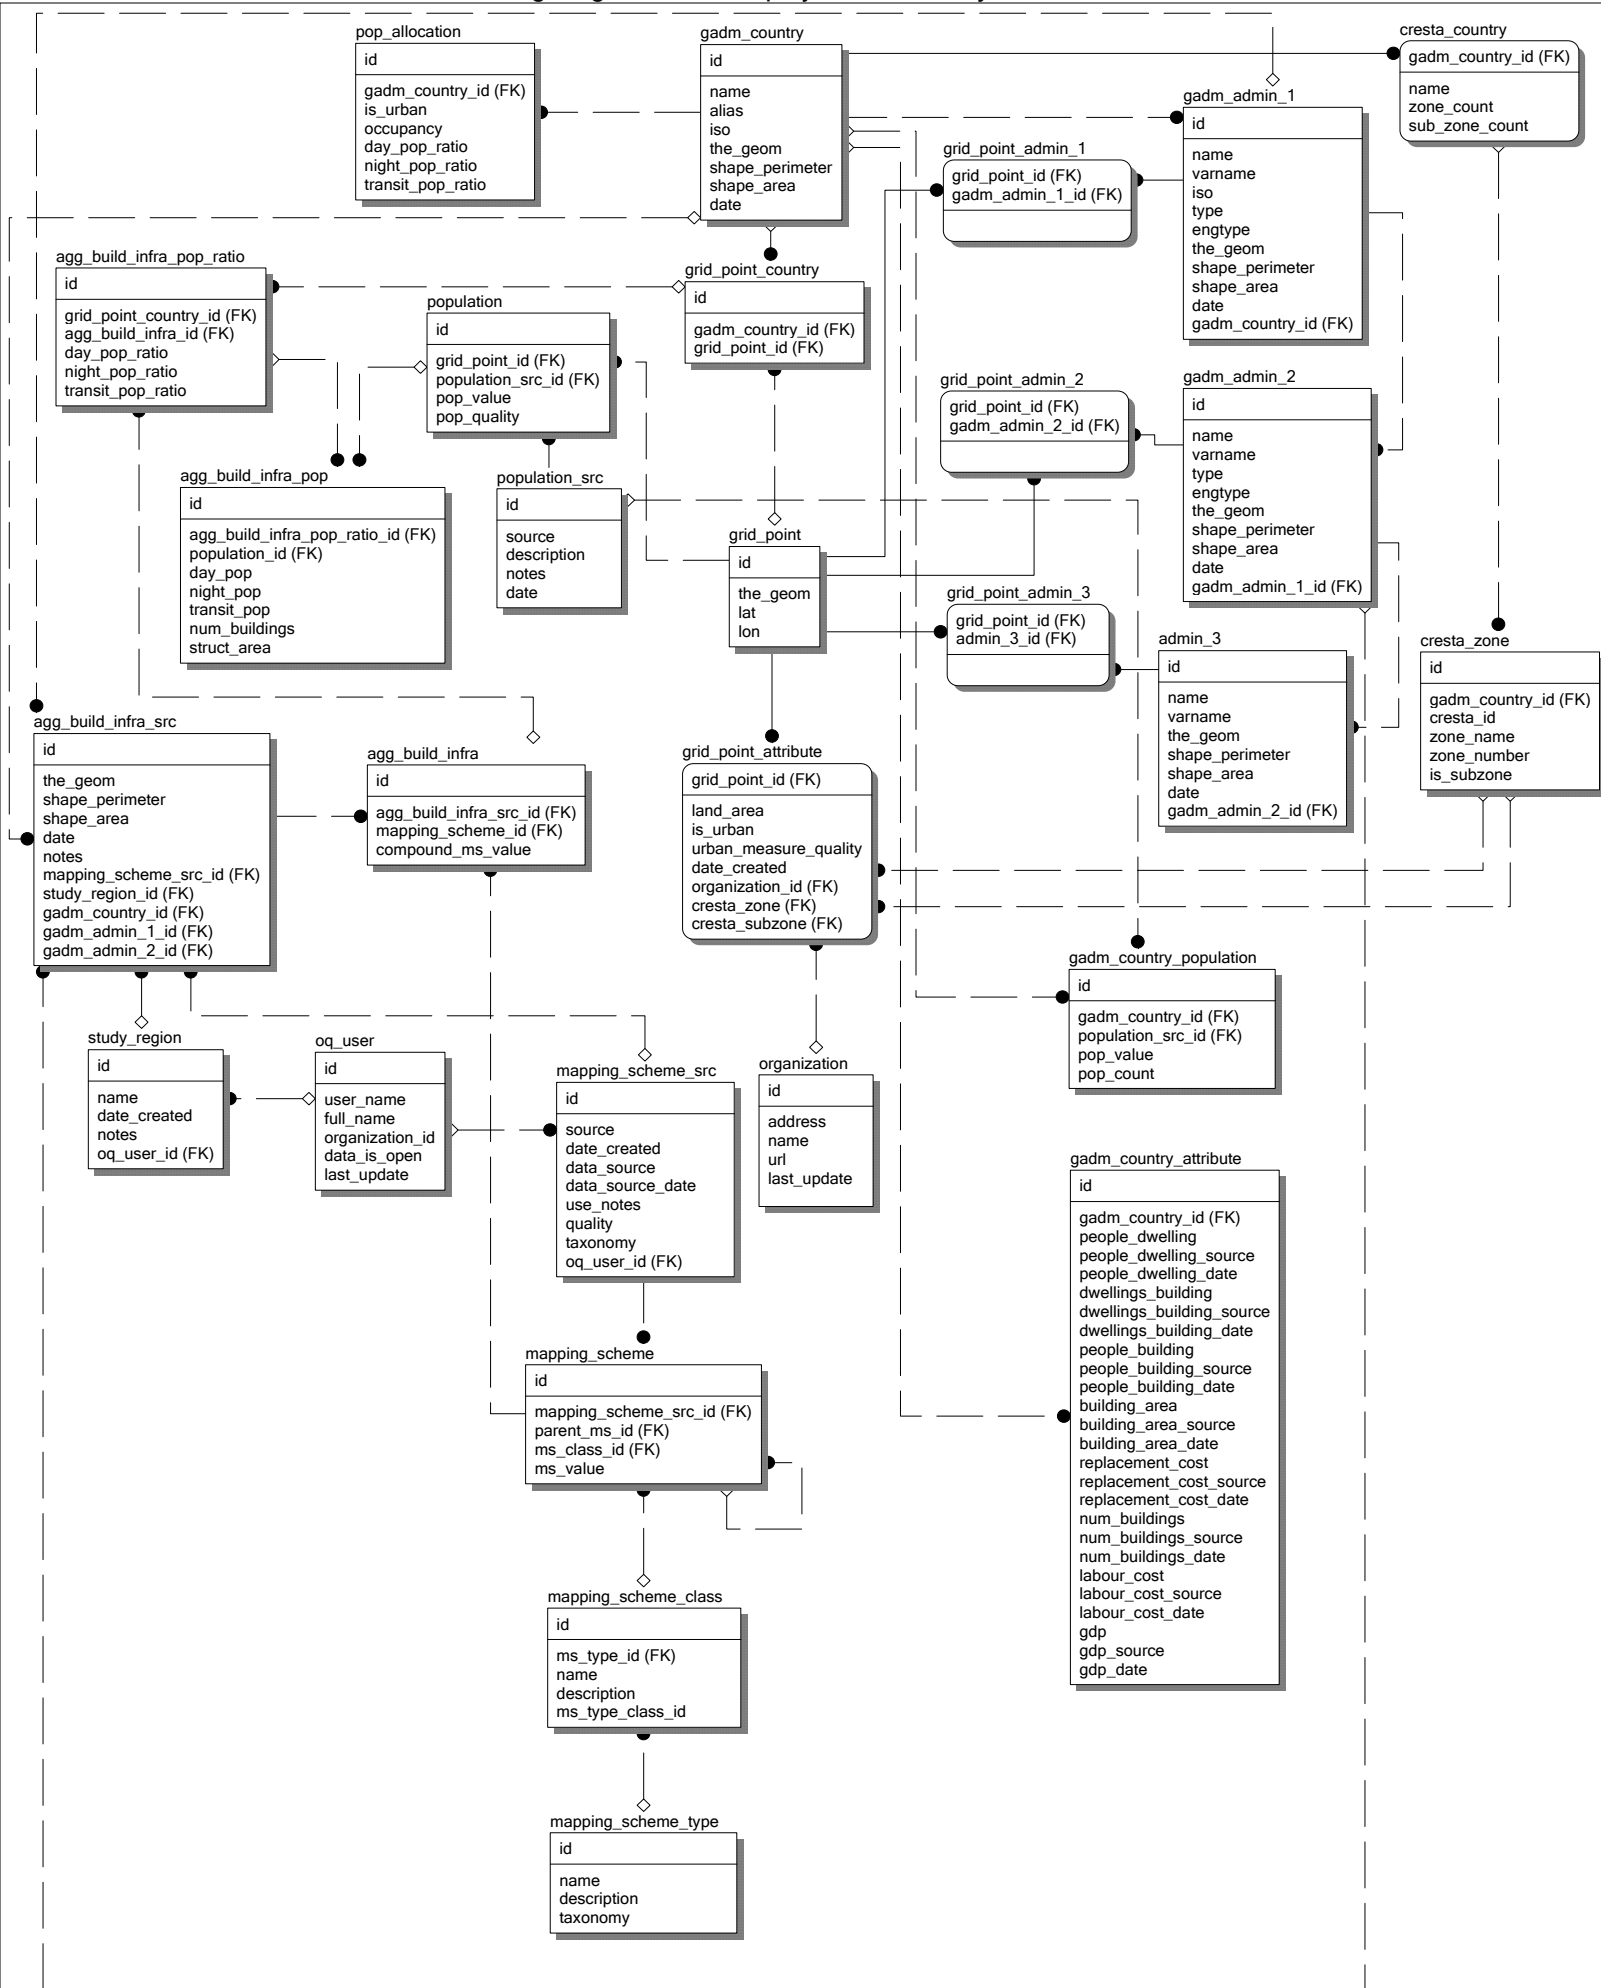 pop_allocation
id
gadm_country_id (FK)
is_urban
occupancy
day_pop_ratio
night_pop_ratio
transit_pop_ratio
gadm_country
id
name
alias
iso
the_geom
shape_perimeter
shape_area
date
cresta_country
gadm_country_id (FK)
name
zone_count
sub_zone_count
gadm_admin_1
id
name
varname
iso
type
engtype
the_geom
shape_perimeter
shape_area
date
gadm_country_id (FK)
grid_point_admin_1
grid_point_id (FK)
gadm_admin_1_id (FK)
agg_build_infra_pop_ratio
id
grid_point_country_id (FK)
agg_build_infra_id (FK)
day_pop_ratio
night_pop_ratio
transit_pop_ratio
population
id
grid_point_id (FK)
population_src_id (FK)
pop_value
pop_quality
grid_point_country
id
gadm_country_id (FK)
grid_point_id (FK)
grid_point_admin_2
grid_point_id (FK)
gadm_admin_2_id (FK)
gadm_admin_2
id
name
varname
type
engtype
the_geom
shape_perimeter
shape_area
date
gadm_admin_1_id (FK)
agg_build_infra_pop
id
agg_build_infra_pop_ratio_id (FK)
population_id (FK)
day_pop
night_pop
transit_pop
num_buildings
struct_area
population_src
id
source
description
notes
date
grid_point
id
the_geom
lat
lon
grid_point_admin_3
grid_point_id (FK)
admin_3_id (FK)
admin_3
id
name
varname
the_geom
shape_perimeter
shape_area
date
gadm_admin_2_id (FK)
cresta_zone
id
gadm_country_id (FK)
cresta_id
zone_name
zone_number
is_subzone
agg_build_infra_src
id
the_geom
shape_perimeter
shape_area
date
notes
mapping_scheme_src_id (FK)
study_region_id (FK)
gadm_country_id (FK)
gadm_admin_1_id (FK)
gadm_admin_2_id (FK)
agg_build_infra
id
agg_build_infra_src_id (FK)
mapping_scheme_id (FK)
compound_ms_value
grid_point_attribute
grid_point_id (FK)
land_area
is_urban
urban_measure_quality
date_created
organization_id (FK)
cresta_zone (FK)
cresta_subzone (FK)
gadm_country_population
id
gadm_country_id (FK)
population_src_id (FK)
pop_value
pop_count
study_region
id
name
date_created
notes
oq_user_id (FK)
oq_user
id
user_name
full_name
organization_id
data_is_open
last_update
mapping_scheme_src
id
source
date_created
data_source
data_source_date
use_notes
quality
taxonomy
oq_user_id (FK)
organization
id
address
name
url
last_update
gadm_country_attribute
id
gadm_country_id (FK)
people_dwelling
people_dwelling_source
people_dwelling_date
dwellings_building
dwellings_building_source
dwellings_building_date
people_building
people_building_source
people_building_date
building_area
building_area_source
building_area_date
replacement_cost
replacement_cost_source
replacement_cost_date
num_buildings
num_buildings_source
num_buildings_date
labour_cost
labour_cost_source
labour_cost_date
gdp
gdp_source
gdp_date
mapping_scheme
id
mapping_scheme_src_id (FK)
parent_ms_id (FK)
ms_class_id (FK)
ms_value
mapping_scheme_class
id
ms_type_id (FK)
name
description
ms_type_class_id
mapping_scheme_type
id
name
description
taxonomy